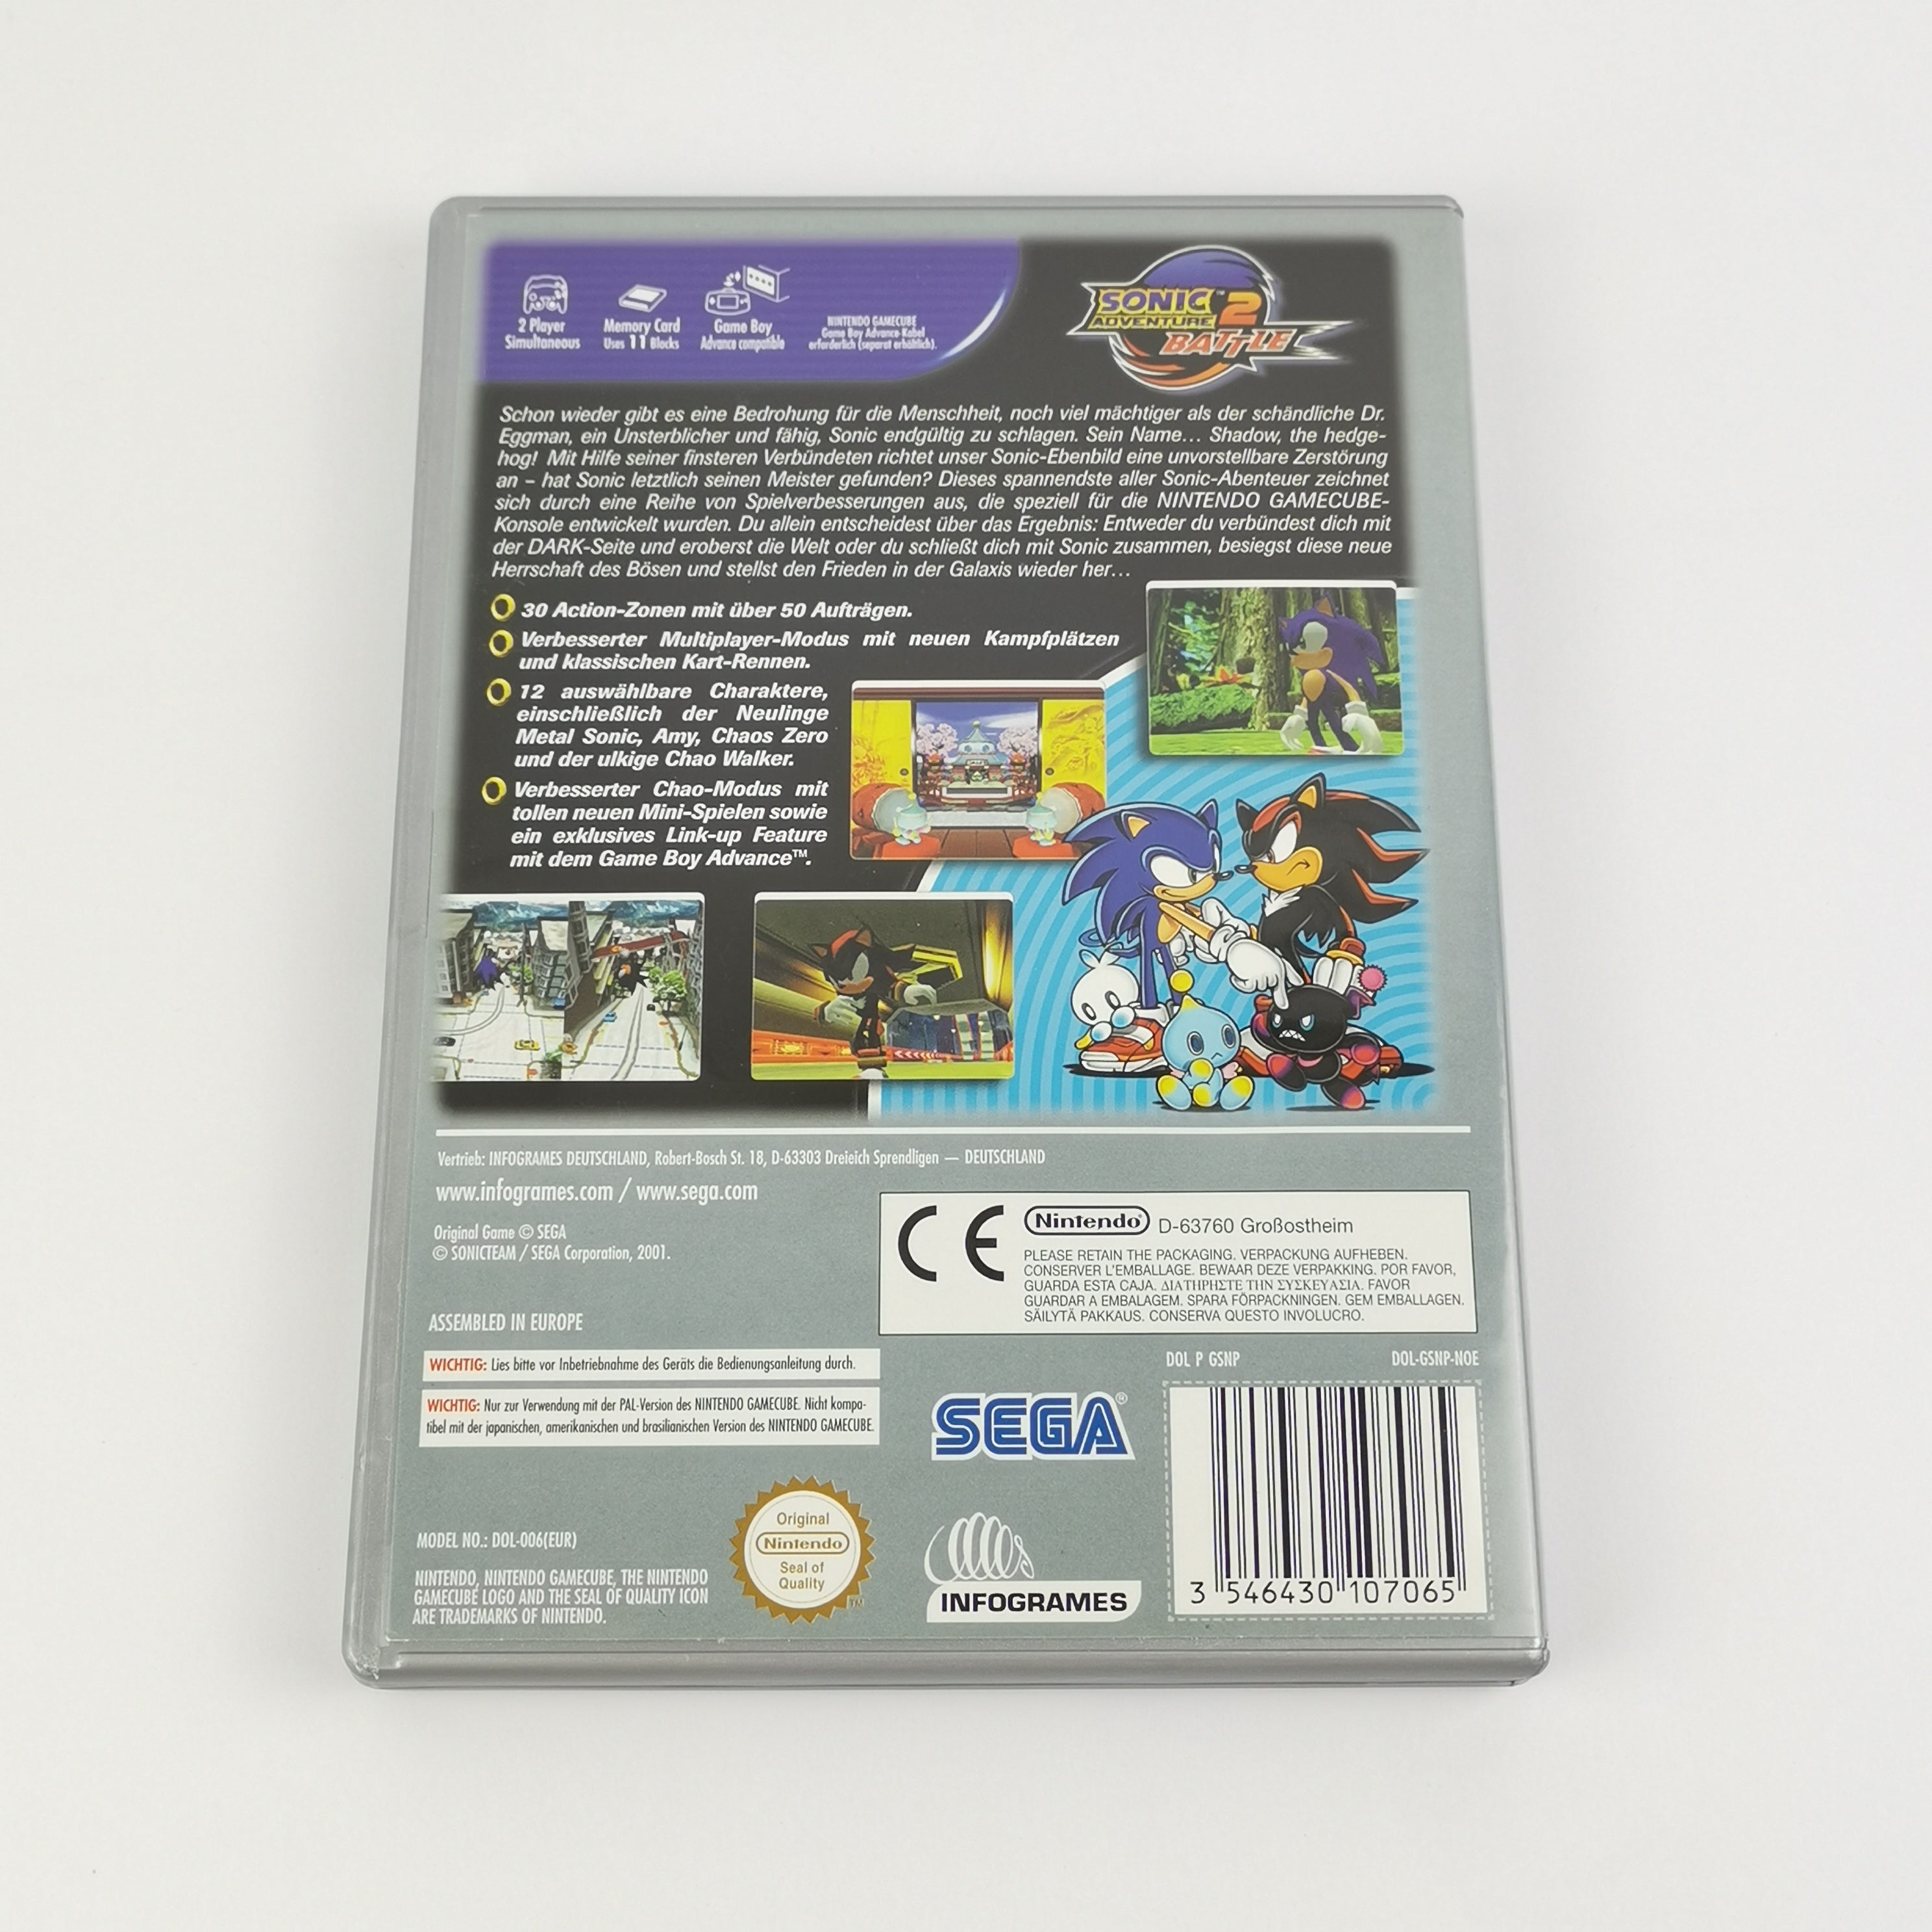 2 Player
Simultaneous
Memory Card
Uses 11 Blocks
Game Boy
Advance compatible
NINTENDO GAMECUBE
Game Boy Advance-Kabel
erforderlich (separat erhältlich).
SONIC™ 2
ADVENTURE
BATTLE
Schon wieder gibt es eine Bedrohung für die Menschheit, noch viel mächtiger als der schändliche Dr.
Eggman, ein Unsterblicher und fähig, Sonic endgültig zu schlagen. Sein Name... Shadow, the hedge-
hog! Mit Hilfe seiner finsteren Verbündeten richtet unser Sonic-Ebenbild eine unvorstellbare Zerstörung
an – hat Sonic letztlich seinen Meister gefunden? Dieses spannendste aller Sonic-Abenteuer zeichnet
sich durch eine Reihe von Spielverbesserungen aus, die speziell für die NINTENDO GAMECUBE-
Konsole entwickelt wurden. Du allein entscheidest über das Ergebnis: Entweder du verbündest dich mit
der DARK-Seite und eroberst die Welt oder du schließt dich mit Sonic zusammen, besiegst diese neue
Herrschaft des Bösen und stellst den Frieden in der Galaxis wieder her...
30 Action-Zonen mit über 50 Aufträgen.
Verbesserter Multiplayer-Modus mit neuen Kampfplätzen
und klassischen Kart-Rennen.
12 auswählbare Charaktere,
einschließlich der Neulinge
Metal Sonic, Amy, Chaos Zero
und der ulkige Chao Walker.
Verbesserter Chao-Modus mit
tollen neuen Mini-Spielen sowie
ein exklusives Link-up Feature
mit dem Game Boy Advance™.
Vertrieb: INFOGRAMES DEUTSCHLAND, Robert-Bosch St. 18, D-63303 Dreieich Sprendligen — DEUTSCHLAND
www.infogrames.com / www.sega.com
Original Game © SEGA
© SONICTEAM / SEGA Corporation, 2001.
ASSEMBLED IN EUROPE
CE Nintendo® D-63760 Großostheim
PLEASE RETAIN THE PACKAGING. VERPACKUNG AUFHEBEN.
CONSERVER L'EMBALLAGE. BEWAAR DEZE VERPAKKING. POR FAVOR,
GUARDA ESTA CAJA. ΔΙΑΤΗΡΗΣΤΕ ΤΗΝ ΣΥΣΚΕΥΑΣΙΑ. FAVOR
GUARDAR A EMBALAGEM. SPARA FÖRPACKNINGEN. GEM EMBALLAGEN.
SÄILYTÄ PAKKAUS. CONSERVA QUESTO INVOLUCRO.
WICHTIG: Lies bitte vor Inbetriebnahme des Geräts die Bedienungsanleitung durch.
WICHTIG: Nur zur Verwendung mit der PAL-Version des NINTENDO GAMECUBE. Nicht kompa-
tibel mit der japanischen, amerikanischen und brasilianischen Version des NINTENDO GAMECUBE.
DOL P GSNP
DOL-GSNP-NOE
SEGA®
MODEL NO.: DOL-006(EUR)
NINTENDO, NINTENDO GAMECUBE, THE NINTENDO
GAMECUBE LOGO AND THE SEAL OF QUALITY ICON
ARE TRADEMARKS OF NINTENDO.
Original
Nintendo
Seal of
Quality
TM
INFOGRAMES
3 546430 107065